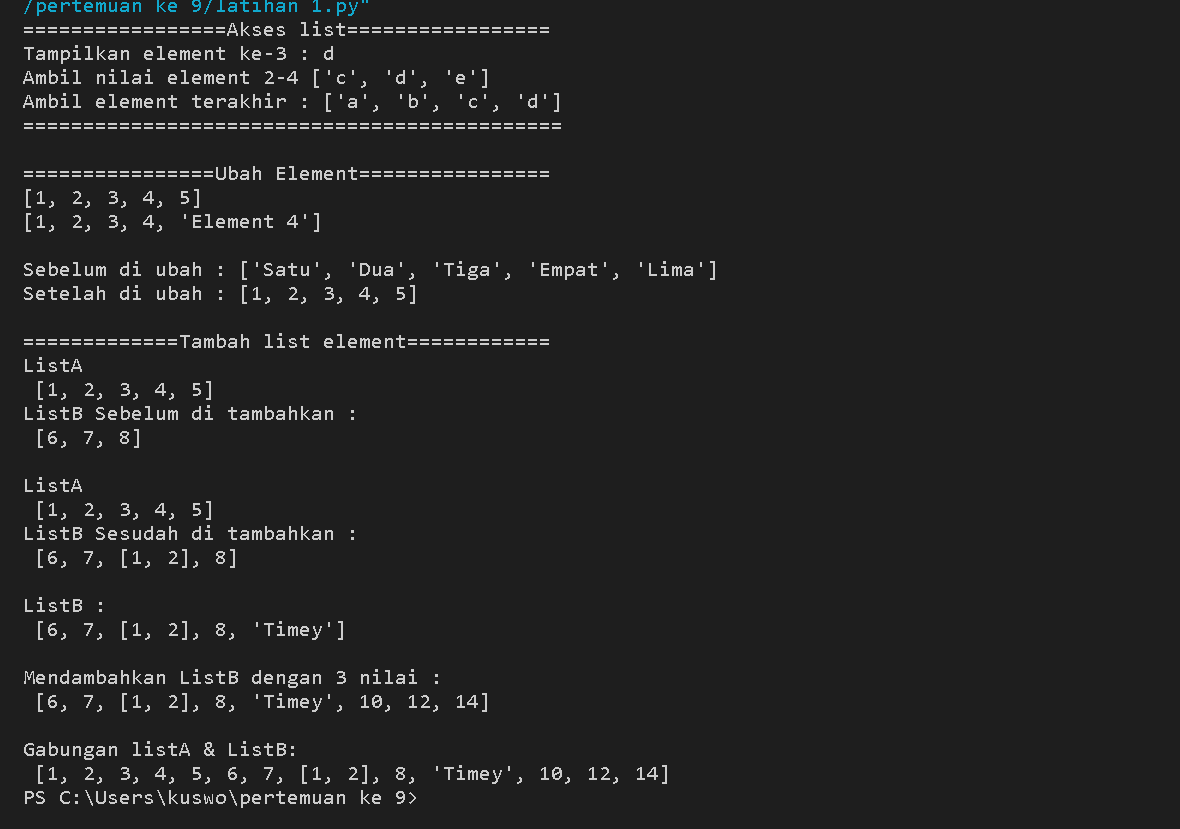 /pertemuan ke 9/latihan 1.py"
=================Akses list=================
Tampilkan element ke-3 : d
Ambil nilai element 2-4 ['c', 'd', 'e']
Ambil element terakhir : ['a', 'b', 'c', 'd']
=============================================
================Ubah Element================
[1, 2, 3, 4, 5]
[1, 2, 3, 4, 'Element 4']
Sebelum di ubah : ['Satu', 'Dua', 'Tiga', 'Empat', 'Lima']
Setelah di ubah : [1, 2, 3, 4, 5]
=============Tambah list element============
ListA
[1, 2, 3, 4, 5]
ListB Sebelum di tambahkan :
[6, 7, 8]
ListA
[1, 2, 3, 4, 5]
ListB Sesudah di tambahkan :
[6, 7, [1, 2], 8]
ListB :
[6, 7, [1, 2], 8, 'Timey']
Mendambahkan ListB dengan 3 nilai :
[6, 7, [1, 2], 8, 'Timey', 10, 12, 14]
Gabungan listA & ListB:
[1, 2, 3, 4, 5, 6, 7, [1, 2], 8, 'Timey', 10, 12, 14]
PS C:\Users\kuswo\pertemuan ke 9>